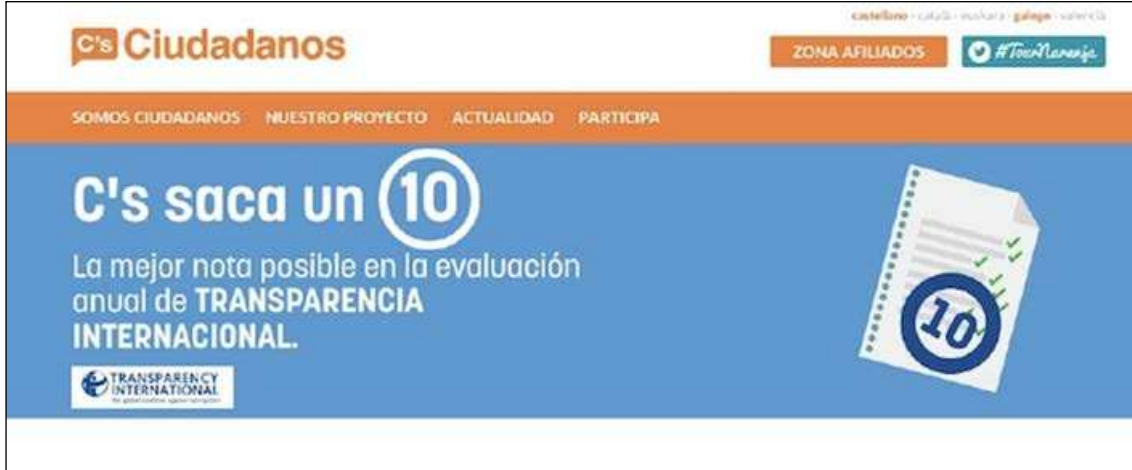 castellano · català · euskara · galego · valencià
C's Ciudadanos
ZONA AFILIADOS
#TourNaranja
SOMOS CIUDADANOS NUESTRO PROYECTO ACTUALIDAD PARTICIPA
C's saca un 10
La mejor nota posible en la evaluación
anual de TRANSPARENCIA
INTERNACIONAL.
TRANSPARENCY
INTERNATIONAL
10